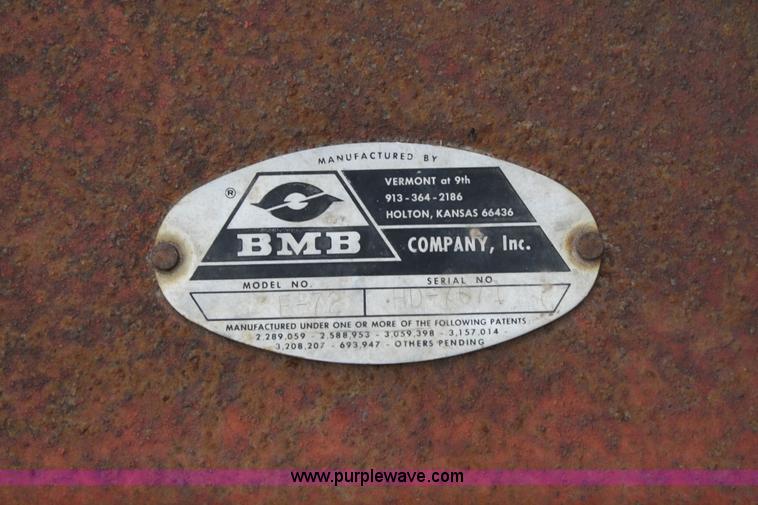 MANUFACTURED BY
®
VERMONT at 9th
913-364-2186
HOLTON, KANSAS 66436
BMB COMPANY, Inc.
MODEL NO. SERIAL NO.
MANUFACTURED UNDER ONE OR MORE OF THE FOLLOWING PATENTS
2,289,059 - 2,588,953 - 3,059,398 - 3,157,014 -
3,208,207 - 693,947 - OTHERS PENDING
www.purplewave.com